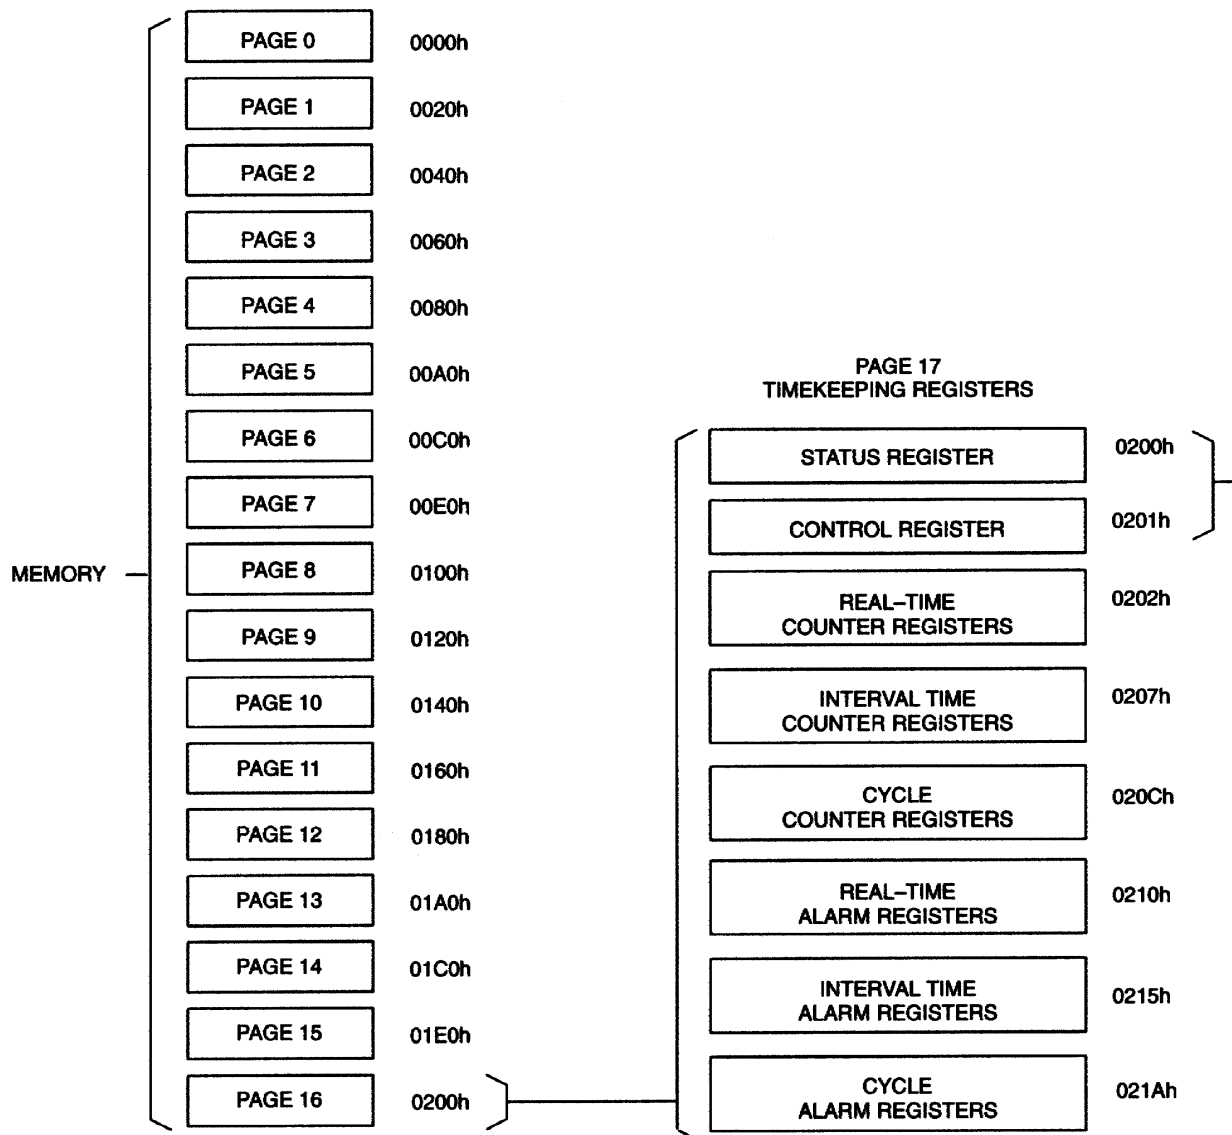 PAGE 0 0000h
PAGE 1 0020h
PAGE 2 0040h
PAGE 3 0060h
PAGE 4 0080h
PAGE 5 00A0h
PAGE 6 00C0h
PAGE 7 00E0h
MEMORY
PAGE 8 0100h
PAGE 9 0120h
PAGE 10 0140h
PAGE 11 0160h
PAGE 12 0180h
PAGE 13 01A0h
PAGE 14 01C0h
PAGE 15 01E0h
PAGE 16 0200h
PAGE 17
TIMEKEEPING REGISTERS
STATUS REGISTER 0200h
CONTROL REGISTER 0201h
REAL–TIME 0202h
COUNTER REGISTERS
INTERVAL TIME 0207h
COUNTER REGISTERS
CYCLE 020Ch
COUNTER REGISTERS
REAL–TIME 0210h
ALARM REGISTERS
INTERVAL TIME 0215h
ALARM REGISTERS
CYCLE 021Ah
ALARM REGISTERS